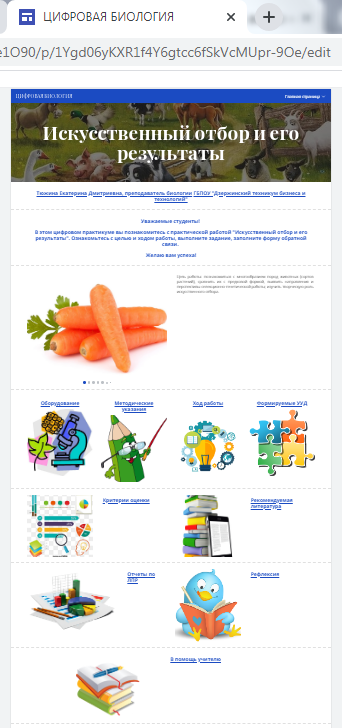 ЦИФРОВАЯ БИОЛОГИЯ
e1O90/p/1Ygd06yKXR1f4Y6gtcc6fSkVcMUpr-9Oe/edit
ЦИФРОВАЯ БИОЛОГИЯ
Главная страница
Искусственный отбор и его
результаты
Тюжина Екатерина Дмитриевна, преподаватель биологии ГБПОУ "Дзержинский техникум бизнеса и
технологий"
Уважаемые студенты!
В этом цифровом практикуме вы познакомитесь с практической работой "Искусственный отбор и его
результаты". Ознакомьтесь с целью и ходом работы, выполните задание, заполните форму обратной
связи.
Желаю вам успеха!
Цель работы:
Оборудование
Методические
указания
Ход работы
Формируемые УУД
Критерии оценки
Рекомендуемая
литература
Отчеты по
ЛПР
Рефлексия
В помощь учителю